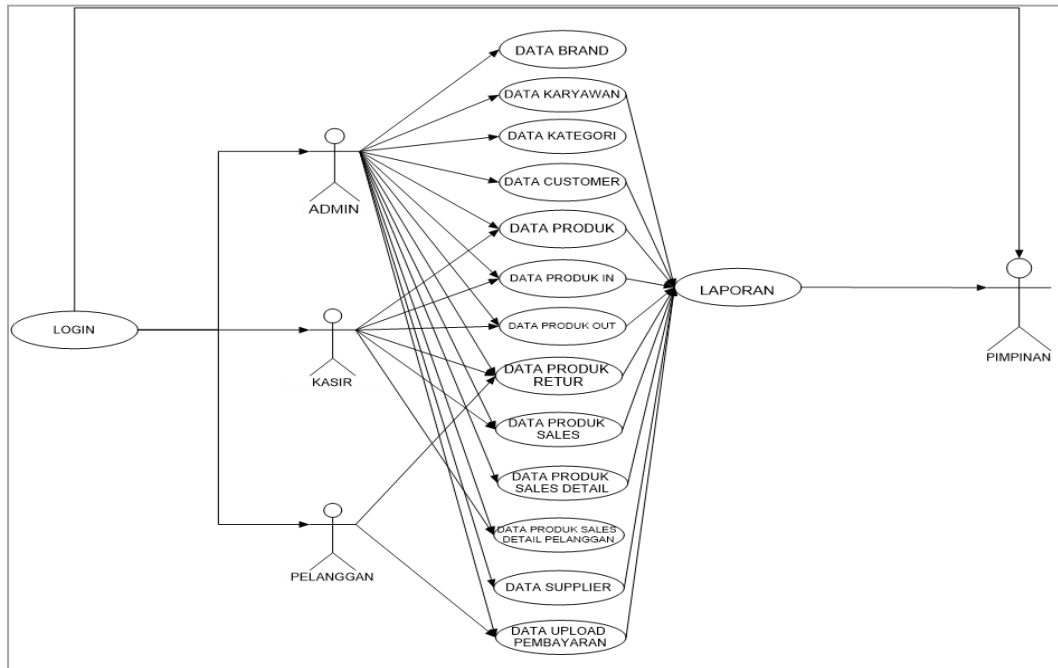 DATA BRAND
DATA KARYAWAN
DATA KATEGORI
ADMIN
DATA CUSTOMER
DATA PRODUK
DATA PRODUK IN
LAPORAN
LOGIN
DATA PRODUK OUT
PIMPINAN
KASIR
DATA PRODUK
RETUR
DATA PRODUK
SALES
DATA PRODUK
SALES DETAIL
DATA PRODUK SALES
DETAIL PELANGGAN
PELANGGAN
DATA SUPPLIER
DATA UPLOAD
PEMBAYARAN